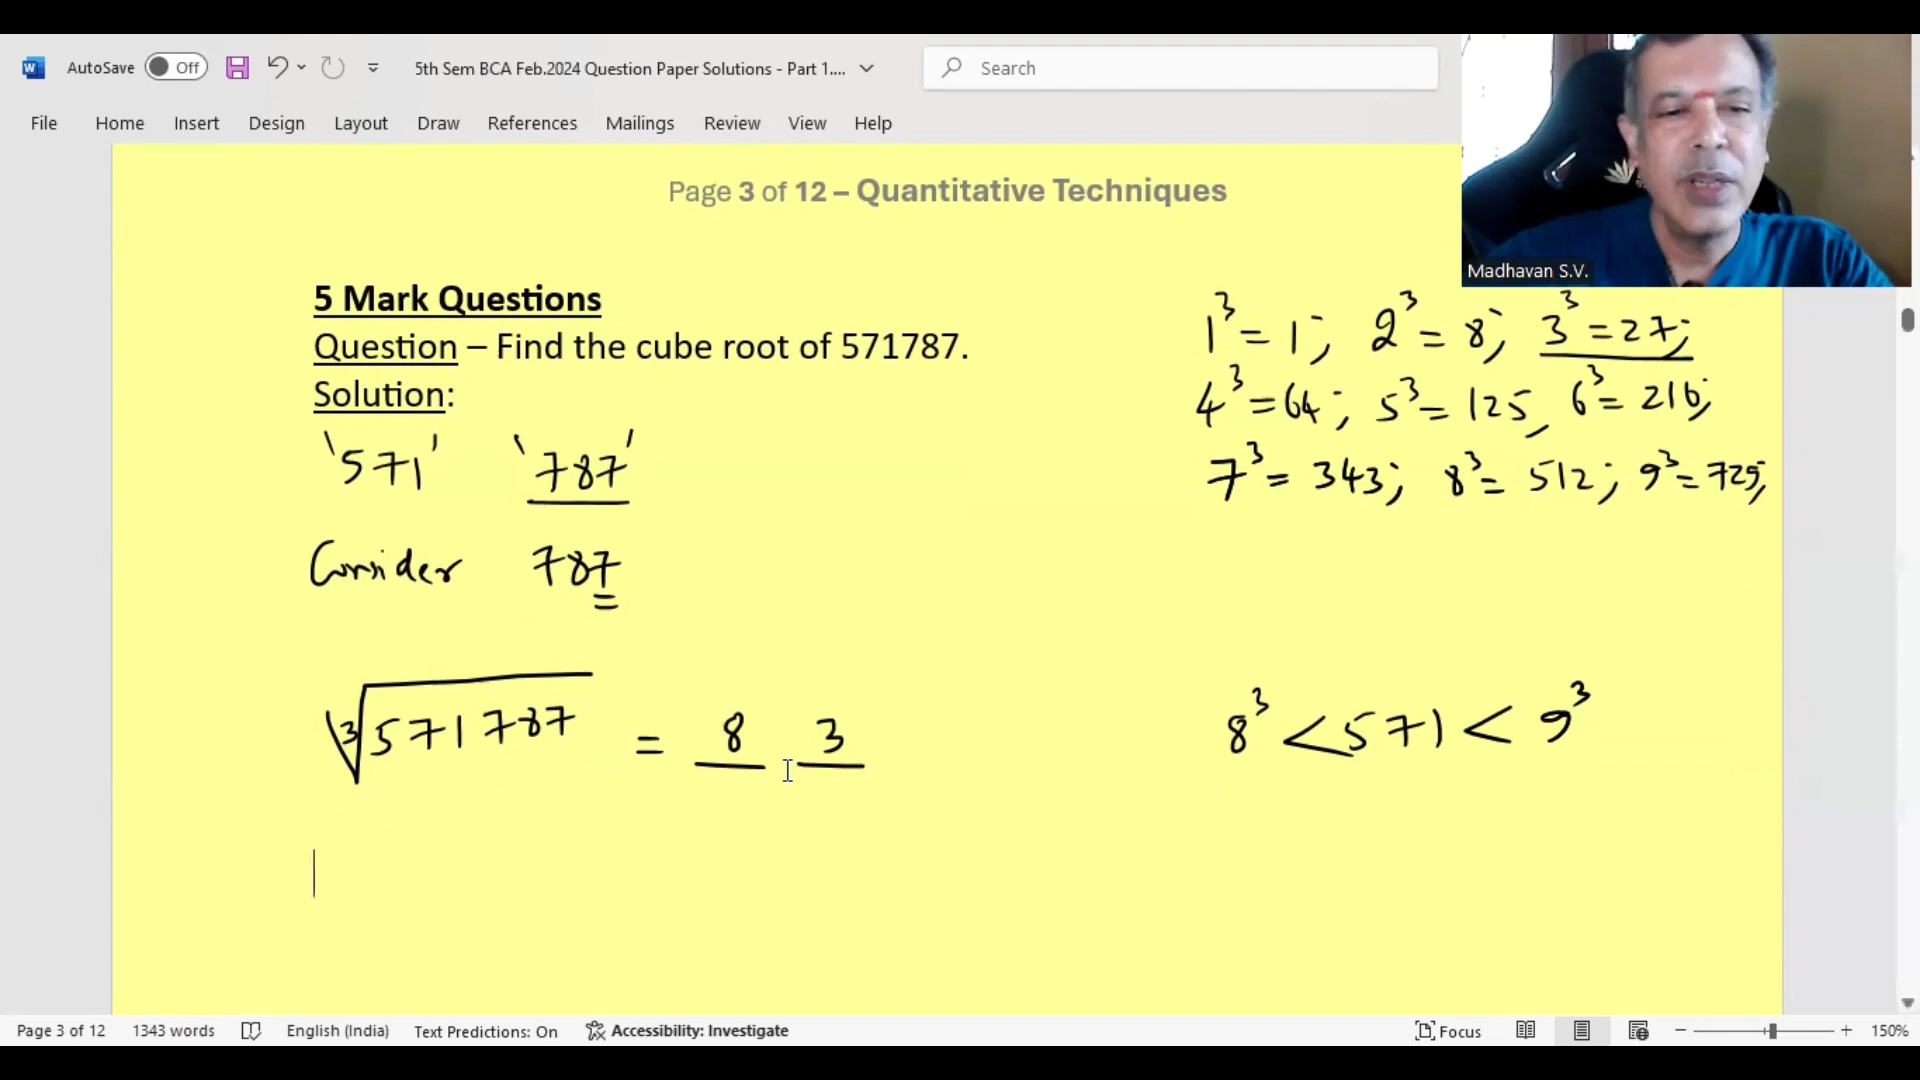 AutoSave Off 5th Sem BCA Feb.2024 Question Paper Solutions - Part 1.... Search
File Home Insert Design Layout Draw References Mailings Review View Help
Madhavan S.V.
Page 3 of 12 – Quantitative Techniques
5 Mark Questions
Question – Find the cube root of 571787.
Solution:
1³ = 1; 2³ = 8; 3³ = 27;
4³ = 64; 5³ = 125, 6³ = 216;
7³ = 343; 8³ = 512; 9³ = 729;
'571' '787'
Consider 787
∛571787 = 8 3
8³ < 571 < 9³
Page 3 of 12 1343 words English (India) Text Predictions: On Accessibility: Investigate Focus 150%